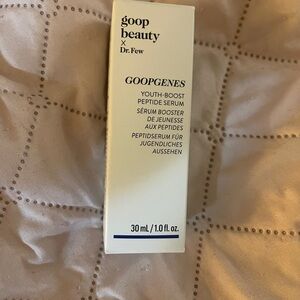 goop
beauty
x
Dr. Few
GOOPGENES
YOUTH-BOOST
PEPTIDE SERUM
SÉRUM BOOSTER
DE JEUNESSE
AUX PEPTIDES
PEPTIDSERUM FÜR
JUGENDLICHES
AUSSEHEN
30 mL / 1.0 fl. oz.